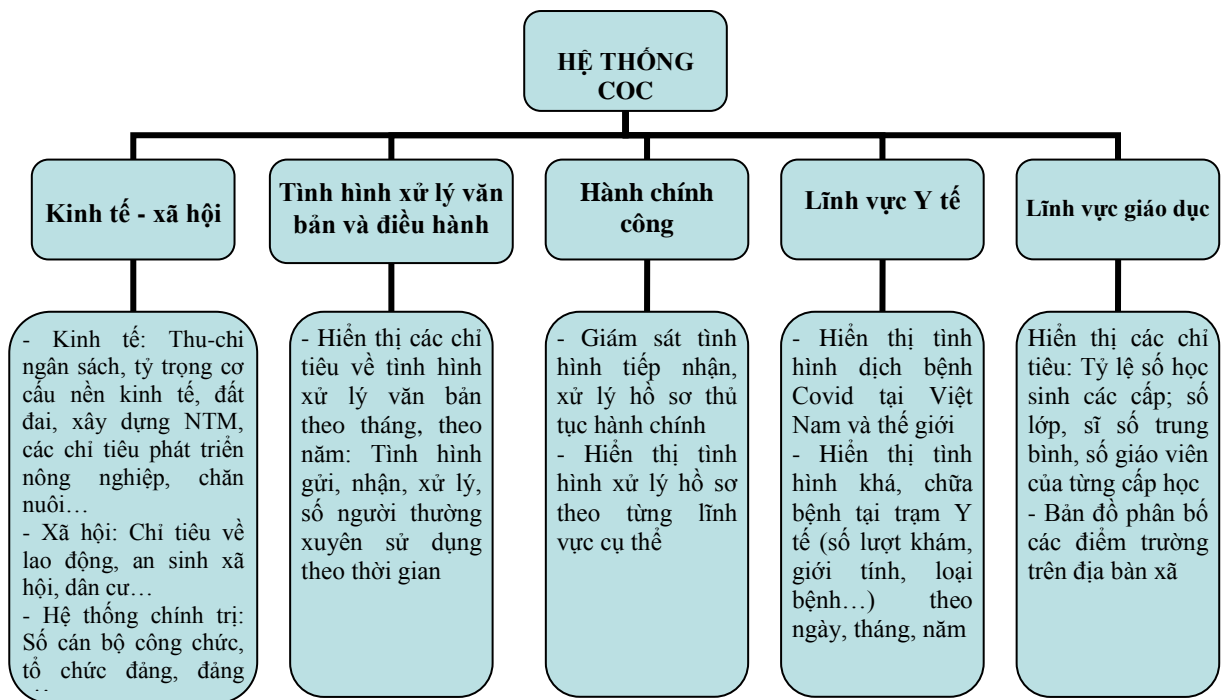 HỆ THỐNG
COC
Kinh tế - xã hội
Tình hình xử lý văn
bản và điều hành
Hành chính
công
Lĩnh vực Y tế
Lĩnh vực giáo dục
- Kinh tế: Thu-chi
ngân sách, tỷ trọng cơ
cấu nền kinh tế, đất
đai, xây dựng NTM,
các chỉ tiêu phát triển
nông nghiệp, chăn
nuôi…
- Xã hội: Chỉ tiêu về
lao động, an sinh xã
hội, dân cư…
- Hệ thống chính trị:
Số cán bộ công chức,
tổ chức đảng, đảng
- Hiển thị các chỉ
tiêu về tình hình
xử lý văn bản
theo tháng, theo
năm: Tình hình
gửi, nhận, xử lý,
số người thường
xuyên sử dụng
theo thời gian
- Giám sát tình
hình tiếp nhận,
xử lý hồ sơ thủ
tục hành chính
- Hiển thị tình
hình xử lý hồ sơ
theo từng lĩnh
vực cụ thể
- Hiển thị tình
hình dịch bệnh
Covid tại Việt
Nam và thế giới
- Hiển thị tình
hình khá, chữa
bệnh tại trạm Y
tế (số lượt khám,
giới tính, loại
bệnh…) theo
ngày, tháng, năm
Hiển thị các chỉ
tiêu: Tỷ lệ số học
sinh các cấp; số
lớp, sĩ số trung
bình, số giáo viên
của từng cấp học
- Bản đồ phân bố
các điểm trường
trên địa bàn xã